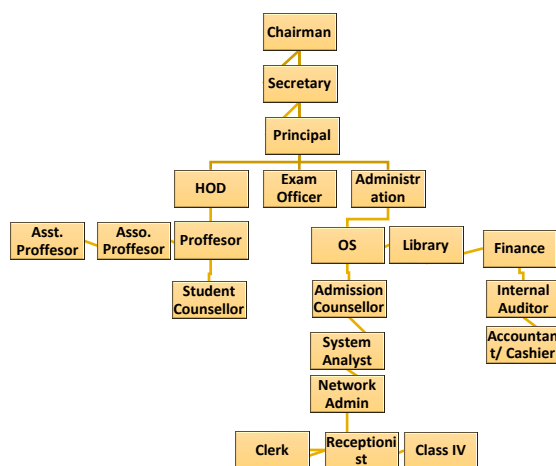 Chairman
Secretary
Principal
HOD
Exam
Officer
Administr
ation
Asst.
Proffesor
Asso.
Proffesor
Proffesor
OS
Library
Finance
Student
Counsellor
Admission
Counsellor
Internal
Auditor
System
Analyst
Accountan
t/ Cashier
Network
Admin
Clerk
Receptioni
st
Class IV